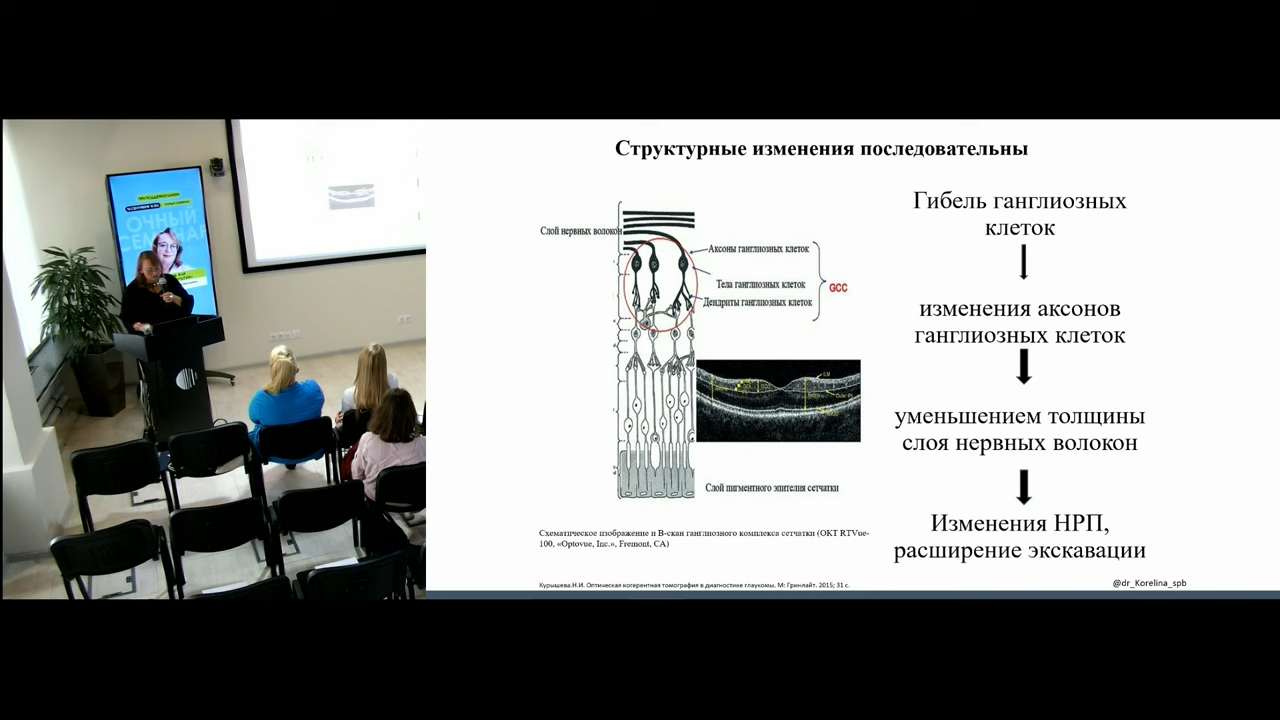 Структурные изменения последовательны
Слой нервных волокон
Аксоны ганглиозных клеток
Тела ганглиозных клеток
Дендриты ганглиозных клеток
GCC
Слой пигментного эпителия сетчатки
Схематическое изображение и В-скан ганглиозного комплекса сетчатки (ОКТ RTVue-
100, «Optovue, Inc.», Fremont, CA)
Курышева.Н.И. Оптическая когерентная томография в диагностике глаукомы. М: Гринлайт. 2015; 31 с.
Гибель ганглиозных
клеток
изменения аксонов
ганглиозных клеток
уменьшением толщины
слоя нервных волокон
Изменения НРП,
расширение экскавации
@dr_Korelina_spb
ОЧНЫЙ
СЕМИНАР